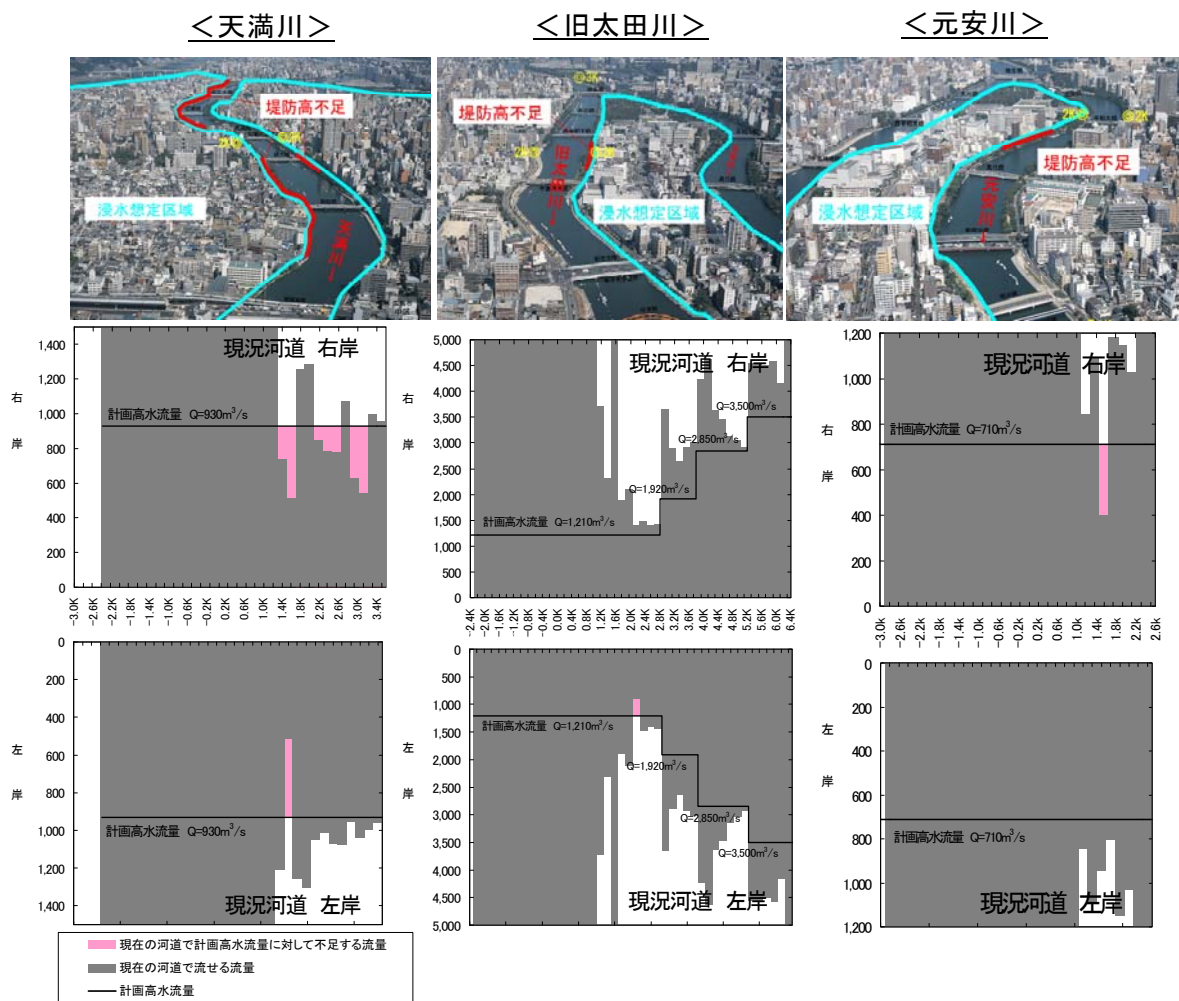 ＜天満川＞
＜旧太田川＞
＜元安川＞
堤防高不足
2K0
浸水想定区域
天満川→
堤防高不足
旧太田川→
浸水想定区域
2K0
堤防高不足
浸水想定区域
元安川→
現況河道 右岸
右岸
計画高水流量 Q=930m³/s
1,400
1,200
1,000
800
600
400
200
0
-3.0K -2.6K -2.2K -1.8K -1.4K -1.0K -0.6K -0.2K 0.2K 0.6K 1.0K 1.4K 1.8K 2.2K 2.6K 3.0K 3.4K
現況河道 右岸
右岸
Q=3,500m³/s
Q=2,850m³/s
Q=1,920m³/s
計画高水流量 Q=1,210m³/s
5,000
4,500
4,000
3,500
3,000
2,500
2,000
1,500
1,000
500
0
-2.4K -2.0K -1.6K -1.2K -0.8K -0.4K 0.0K 0.4K 0.8K 1.2K 1.6K 2.0K 2.4K 2.8K 3.2K 3.6K 4.0K 4.4K 4.8K 5.2K 5.6K 6.0K 6.4K
現況河道 右岸
右岸
計画高水流量 Q=710m³/s
1,200
1,000
800
600
400
200
0
-3.0K -2.6K -2.2K -1.8K -1.4K -1.0K -0.6K -0.2K 0.2K 0.6K 1.0K 1.4K 1.8K 2.2K 2.6K
0
200
400
600
800
1,000
1,200
1,400
左岸
計画高水流量 Q=930m³/s
現況河道 左岸
0
500
1,000
1,500
2,000
2,500
3,000
3,500
4,000
4,500
5,000
左岸
計画高水流量 Q=1,210m³/s
Q=1,920m³/s
Q=2,850m³/s
Q=3,500m³/s
現況河道 左岸
0
200
400
600
800
1,000
1,200
左岸
計画高水流量 Q=710m³/s
現況河道 左岸
現在の河道で計画高水流量に対して不足する流量
現在の河道で流せる流量
計画高水流量